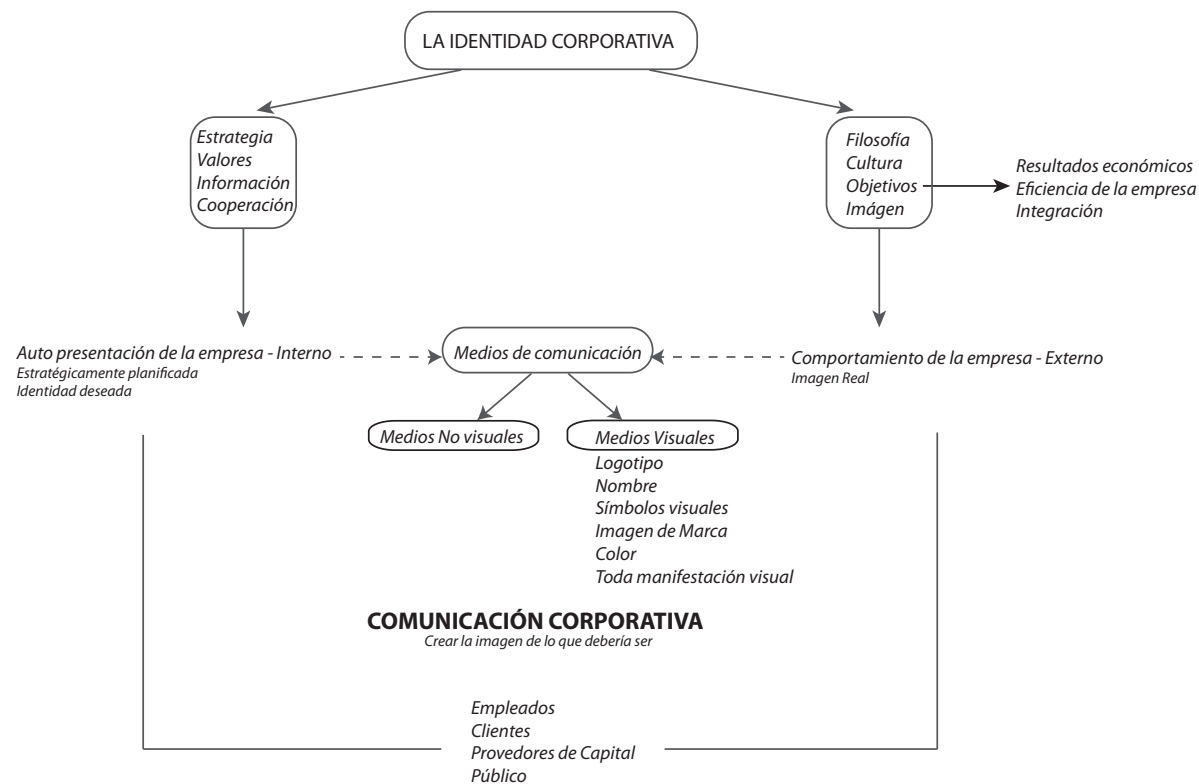 LA IDENTIDAD CORPORATIVA
Estrategia
Valores
Información
Cooperación
Filosofía
Cultura
Objetivos
Imágen
Resultados económicos
Eficiencia de la empresa
Integración
Auto presentación de la empresa - Interno
Estratégicamente planificada
Identidad deseada
Medios de comunicación
Comportamiento de la empresa - Externo
Imagen Real
Medios No visuales
Medios Visuales
Logotipo
Nombre
Símbolos visuales
Imagen de Marca
Color
Toda manifestación visual
COMUNICACIÓN CORPORATIVA
Crear la imagen de lo que debería ser
Empleados
Clientes
Provedores de Capital
Público